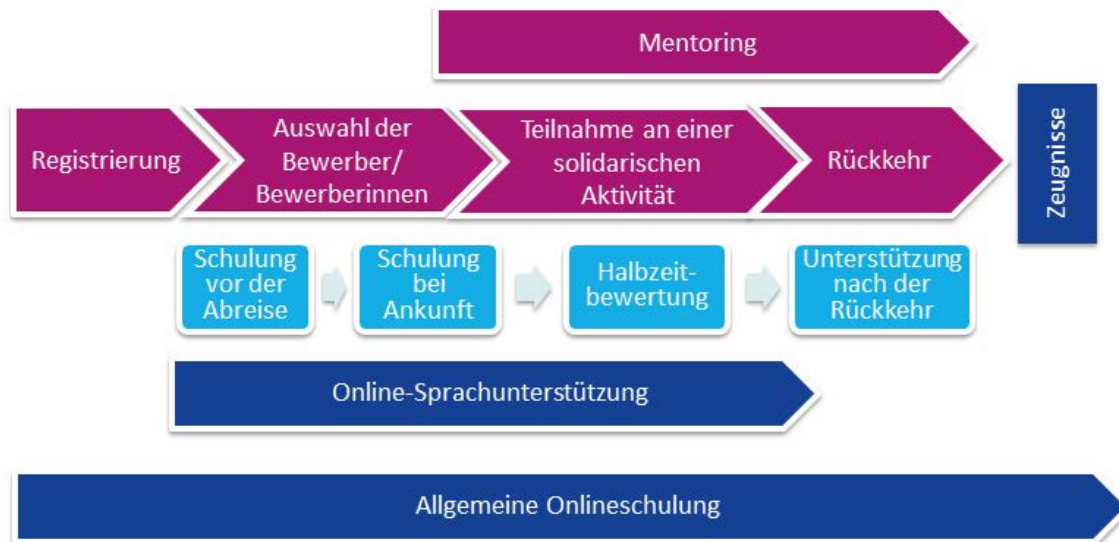 Mentoring
Registrierung
Auswahl der
Bewerber/
Bewerberinnen
Teilnahme an einer
solidarischen
Aktivität
Rückkehr
Zeugnisse
Schulung
vor der
Abreise
Schulung
bei
Ankunft
Halbzeit-
bewertung
Unterstützung
nach der
Rückkehr
Online-Sprachunterstützung
Allgemeine Onlineschulung